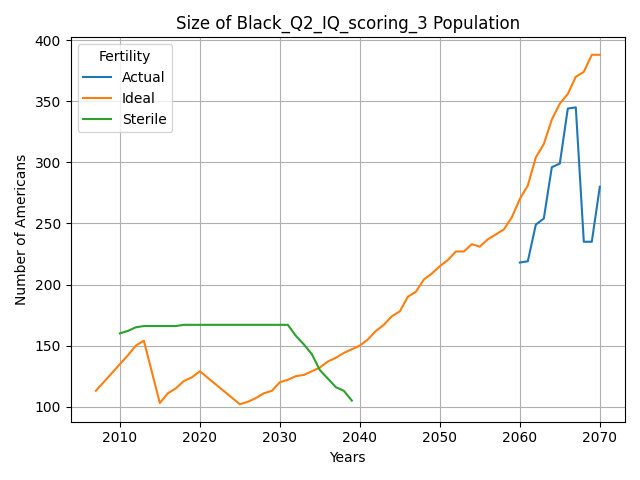 Size of Black_Q2_IQ_scoring_3 Population
Number of Americans
400
350
300
250
200
150
100
Fertility
Actual
Ideal
Sterile
2010 2020 2030 2040 2050 2060 2070
Years